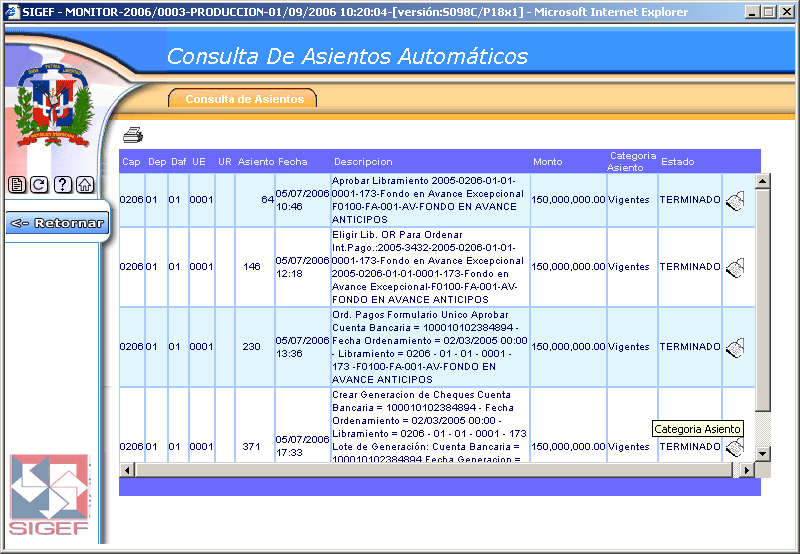 SIGEF - MONITOR-2006/0003-PRODUCCION-01/09/2006 10:20:04-[versión:S098C/P18x1] - Microsoft Internet Explorer
Consulta De Asientos Automáticos
Consulta de Asientos
<- Retornar
Cap Dep Daf UE UR Asiento Fecha Descripcion Monto Categoria Asiento Estado
0206 01 01 0001 64 05/07/2006 10:46
Aprobar Libramiento 2005-0206-01-01-
0001-173-Fondo en Avance Excepcional
F0100-FA-001-AV-FONDO EN AVANCE
ANTICIPOS
150,000,000.00 Vigentes TERMINADO
0206 01 01 0001 146 05/07/2006 12:18
Eligir Lib. OR Para Ordenar
Int.Pago.:2005-3432-2005-0206-01-01-
0001-173-Fondo en Avance Excepcional
2005-0206-01-01-0001-173-Fondo en
Avance Excepcional-F0100-FA-001-AV-
FONDO EN AVANCE ANTICIPOS
150,000,000.00 Vigentes TERMINADO
0206 01 01 0001 230 05/07/2006 13:36
Ord. Pagos Formulario Unico Aprobar
Cuenta Bancaria = 100010102384894 -
Fecha Ordenamiento = 02/03/2005 00:00
- Libramiento = 0206 - 01 - 01 - 0001 -
173 -F0100-FA-001-AV-FONDO EN
AVANCE ANTICIPOS
150,000,000.00 Vigentes TERMINADO
0206 01 01 0001 371 05/07/2006 17:33
Crear Generacion de Cheques Cuenta
Bancaria = 100010102384894 - Fecha
Ordenamiento = 02/03/2005 00:00 -
Libramiento = 0206 - 01 - 01 - 0001 - 173
Lote de Generación: Cuenta Bancaria =
100010102384894 Fecha Generacion =
150,000,000.00 Vigentes TERMINADO
Categoria Asiento
SIGEF